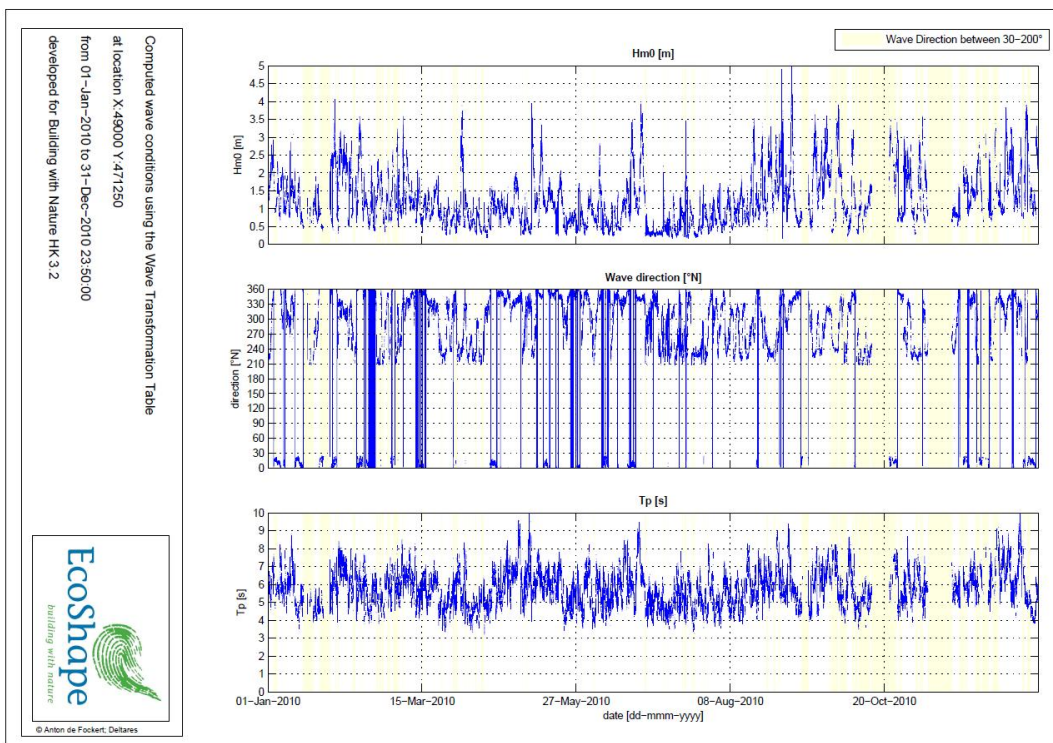 Computed wave conditions using the Wave Transformation Table
at location X:49000 Y:471250
from 01−Jan−2010 to 31−Dec−2010 23:50:00
developed for Building with Nature HK 3.2
EcoShape
building with nature
© Anton de Fockert; Deltares
Wave Direction between 30−200°
Hm0 [m]
Hm0 [m]
5
4.5
4
3.5
3
2.5
2
1.5
1
0.5
0
Wave direction [°N]
direction [°N]
360
330
300
270
240
210
180
150
120
90
60
30
0
Tp [s]
Tp [s]
10
9
8
7
6
5
4
3
2
1
0
01−Jan−2010 15−Mar−2010 27−May−2010 08−Aug−2010 20−Oct−2010
date [dd−mmm−yyyy]